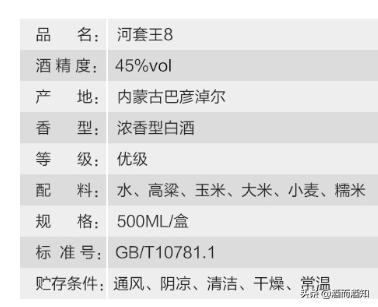 品名：河套王8
酒精度：45%vol
产地：内蒙古巴彦淖尔
香型：浓香型白酒
等级：优级
配料：水、高粱、玉米、大米、小麦、糯米
规格：500ML/盒
标准号：GB/T10781.1
贮存条件：通风、阴凉、清洁、干燥、常温
头条 @酒而酒知